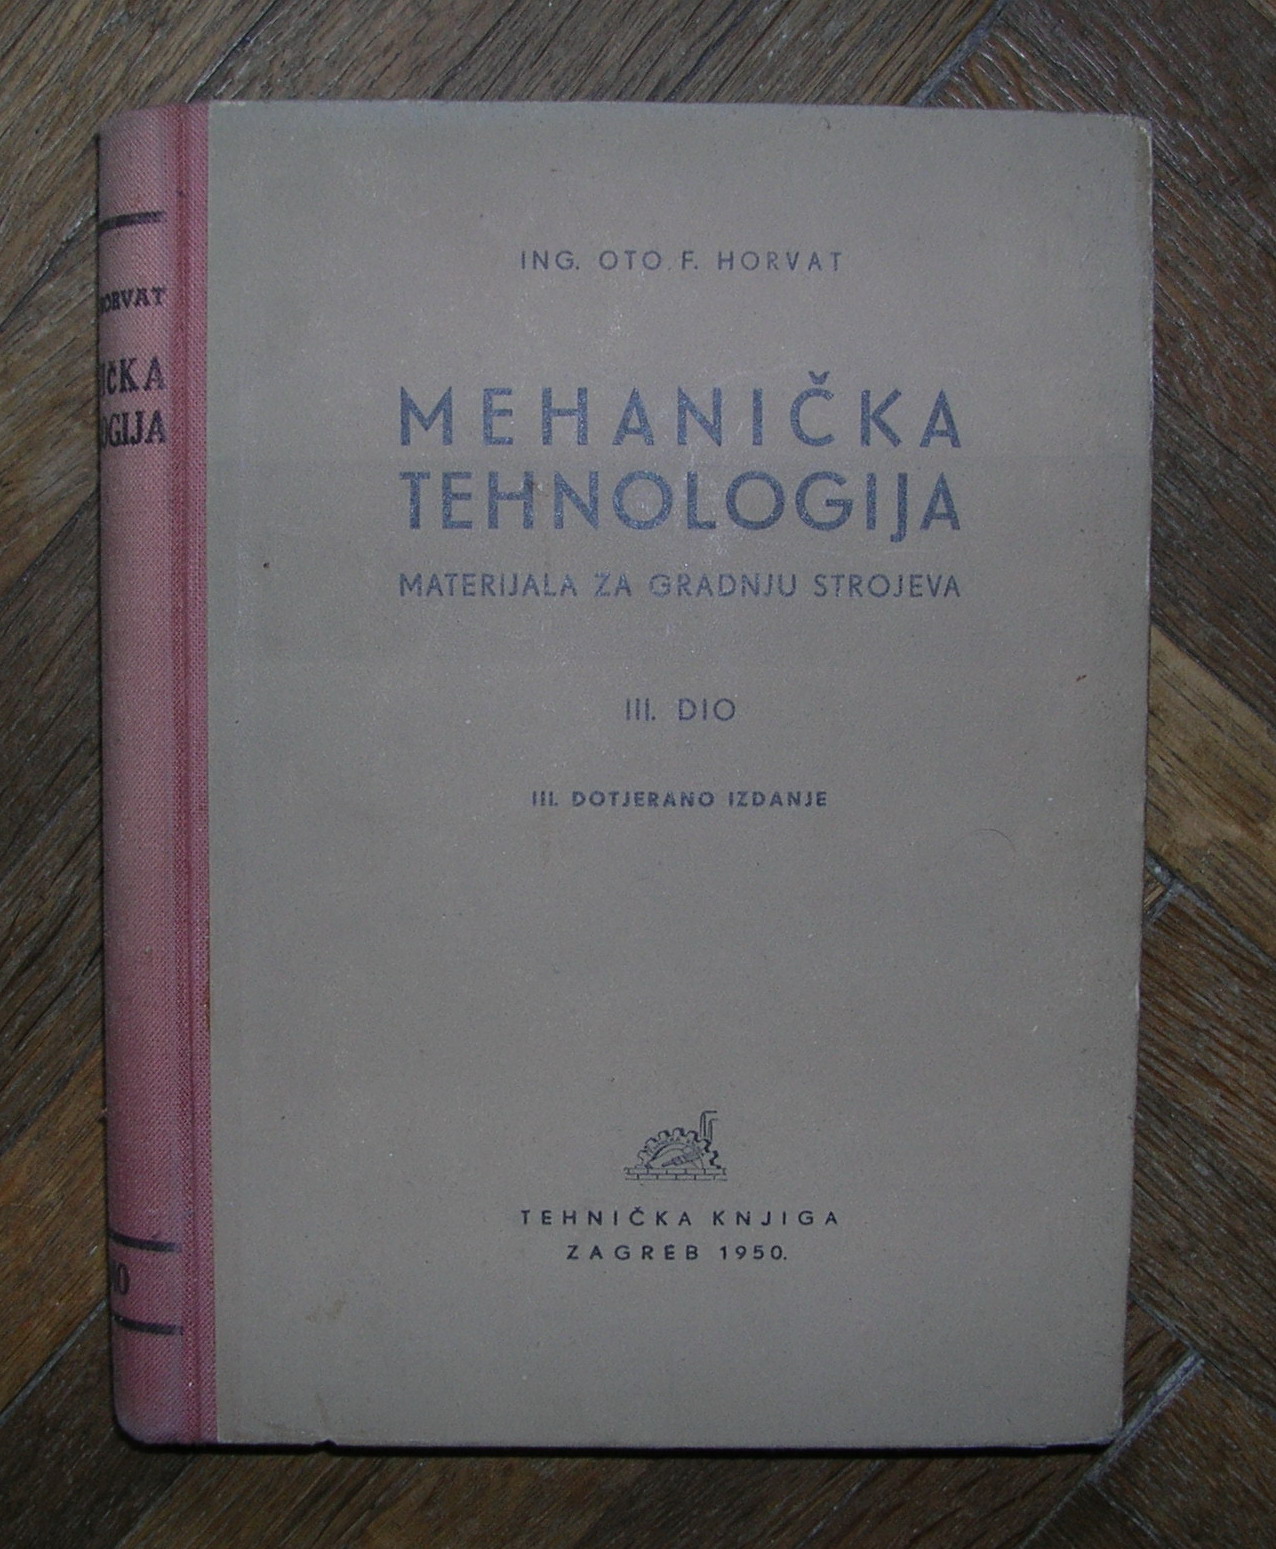 ING. OTO F. HORVAT
MEHANIČKA
TEHNOLOGIJA
MATERIJALA ZA GRADNJU STROJEVA
III. DIO
III. DOTJERANO IZDANJE
TEHNIČKA KNJIGA
ZAGREB 1950.